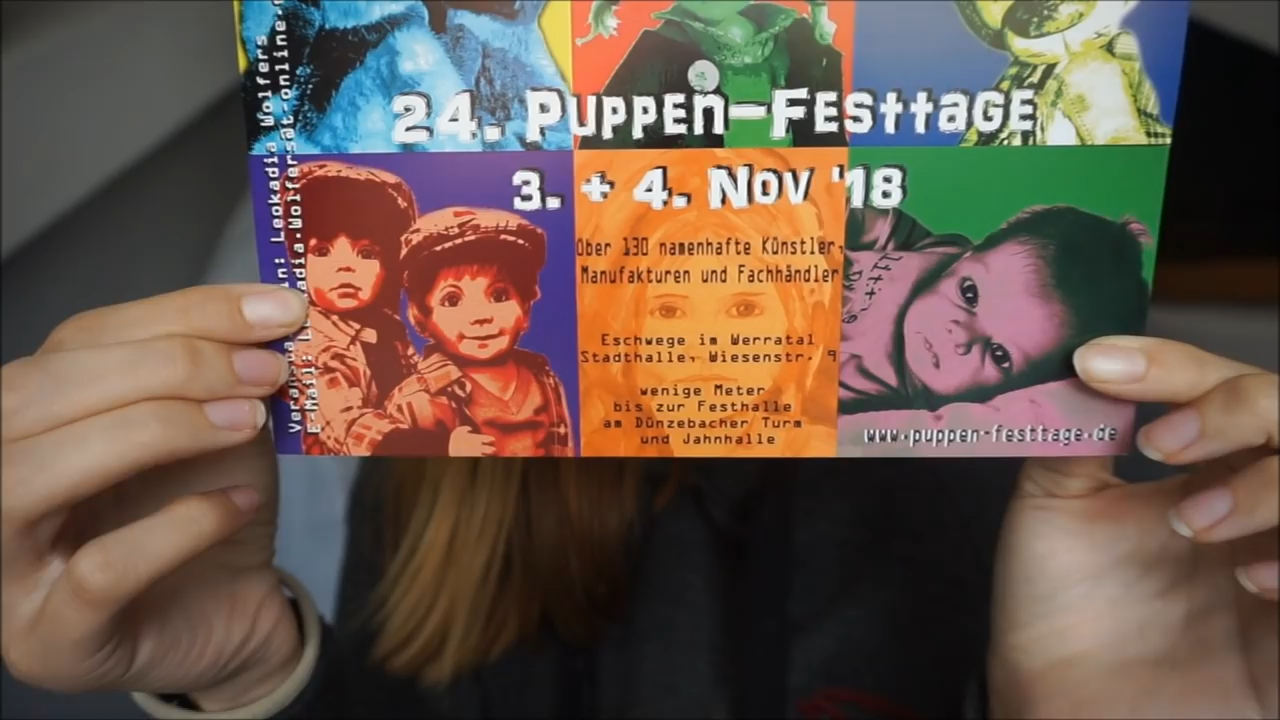 24. Puppen-Festtage
3. + 4. Nov '18
Über 130 namenhafte Künstler,
Manufakturen und Fachhändler
Eschwege im Werratal
Stadthalle, Wiesenstr. 9
wenige Meter
bis zur Festhalle
am Dünzebacher Turm
und Jahnhalle
www.puppen-festtage.de
Leokadia Wolfers
E-Mail: